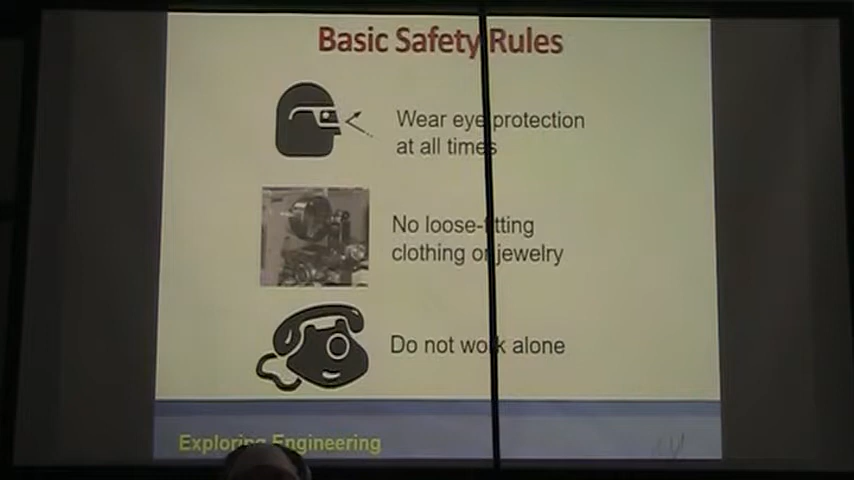 Basic Safety Rules
Wear eye protection
at all times
No loose-fitting
clothing or jewelry
Do not work alone
Exploring Engineering